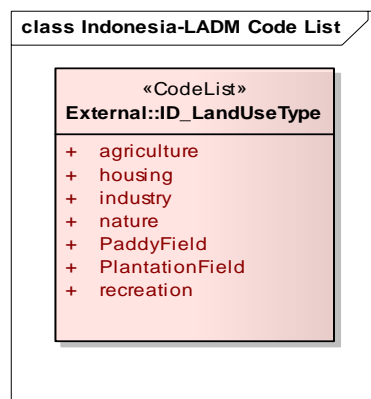 class Indonesia-LADM Code List
«CodeList»
External::ID_LandUseType
+ agriculture
+ housing
+ industry
+ nature
+ PaddyField
+ PlantationField
+ recreation